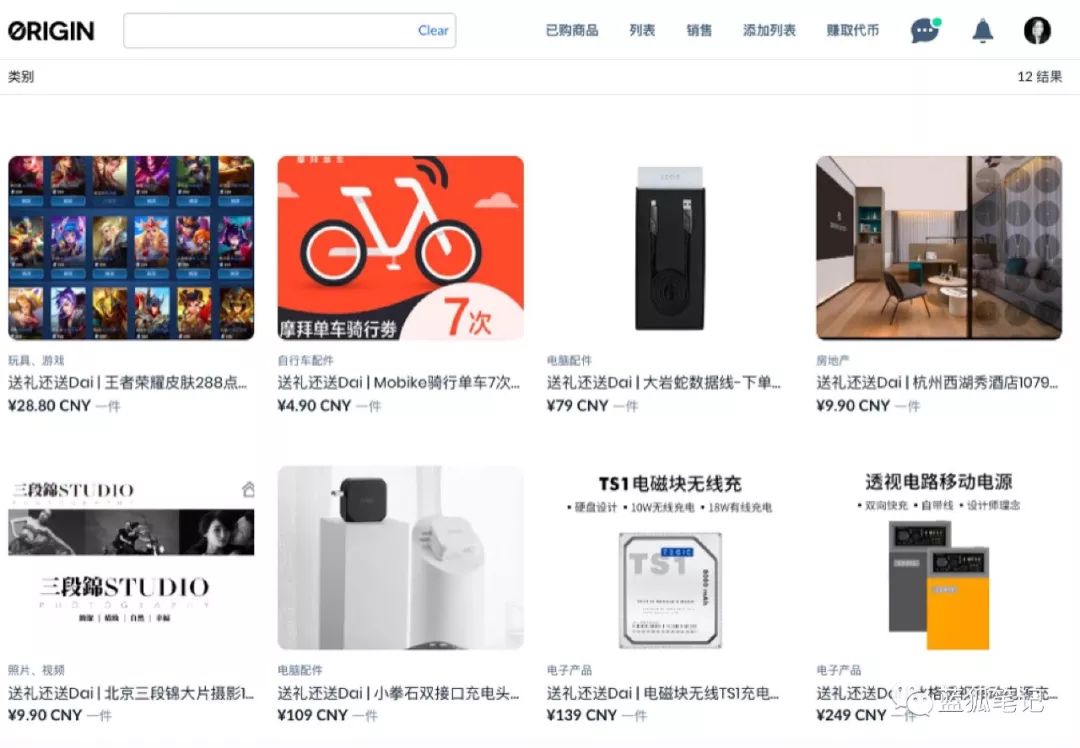 ORIGIN
Clear
已购商品
列表
销售
添加列表
赚取代币
类别
12 结果
摩拜单车骑行券
7次
玩具、游戏
送礼还送Dai | 王者荣耀皮肤288点...
¥28.80 CNY 一件
自行车配件
送礼还送Dai | Mobike骑行单车7次...
¥4.90 CNY 一件
电脑配件
送礼还送Dai | 大岩蛇数据线-下单...
¥79 CNY 一件
房地产
送礼还送Dai | 杭州西湖秀酒店1079...
¥9.90 CNY 一件
三段錦STUDIO
PHOTOGRAPHY
三段錦STUDIO
PHOTOGRAPHY
TS1电磁块无线充
• 硬盘设计 • 10W无线充电 • 18W有线充电
TS1
8000 mAh
透视电路移动电源
• 双向快充 • 自带线 • 设计师理念
照片、视频
送礼还送Dai | 北京三段锦大片摄影1...
¥9.90 CNY 一件
电脑配件
送礼还送Dai | 小拳石双接口充电头...
¥109 CNY 一件
电子产品
送礼还送Dai | 电磁块无线TS1充电...
¥139 CNY 一件
电子产品
送礼还送Da
¥249 CNY 一件
蓝狐笔记